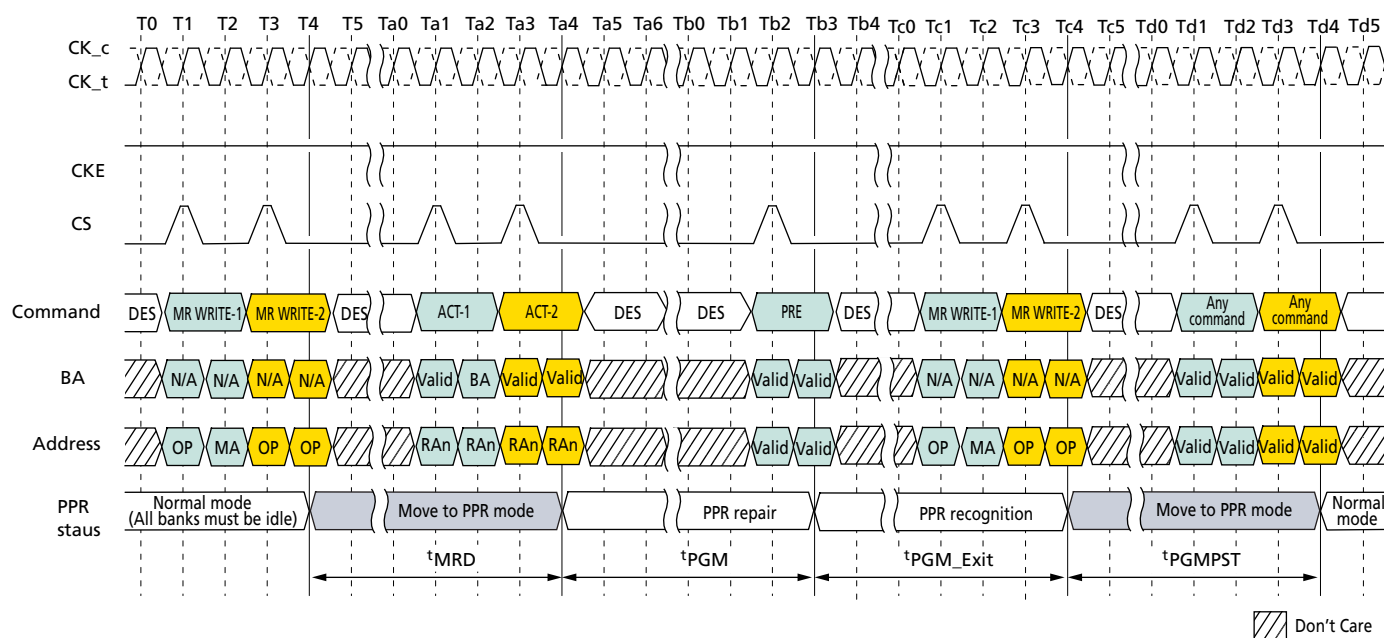 T0 T1 T2 T3 T4 T5 Ta0 Ta1 Ta2 Ta3 Ta4 Ta5 Ta6 Tb0 Tb1 Tb2 Tb3 Tb4 Tc0 Tc1 Tc2 Tc3 Tc4 Tc5 Td0 Td1 Td2 Td3 Td4 Td5
CK_c
CK_t
CKE
CS
Command DES MR WRITE-1 MR WRITE-2 DES ACT-1 ACT-2 DES DES PRE DES MR WRITE-1 MR WRITE-2 DES Any command Any command
BA N/A N/A N/A N/A Valid BA Valid Valid Valid Valid N/A N/A N/A N/A Valid Valid Valid Valid
Address OP MA OP OP RAn RAn RAn RAn Valid Valid OP MA OP OP Valid Valid Valid Valid
PPR
staus
Normal mode
(All banks must be idle)
Move to PPR mode
PPR repair
PPR recognition
Move to PPR mode
Normal
mode
tMRD tPGM tPGM_Exit tPGMPST
Don't Care